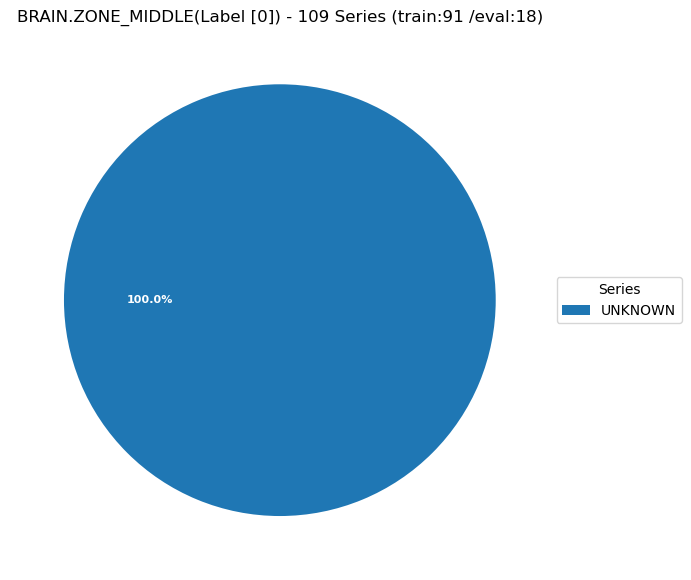 BRAIN.ZONE_MIDDLE(Label [0]) - 109 Series (train:91 /eval:18)
100.0%
Series
UNKNOWN